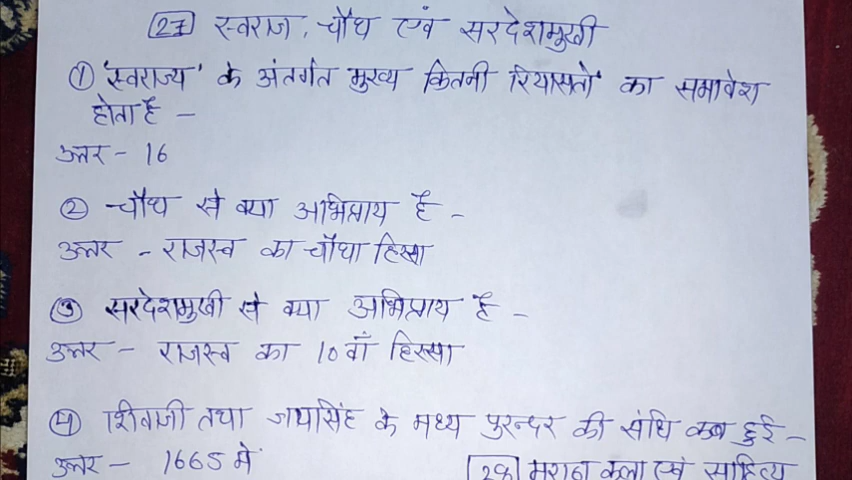 27 स्वराज, चौथ एवं सरदेशमुखी
① 'स्वराज्य' के अंतर्गत मुख्य कितनी रियासतों का समावेश
होता है -
उत्तर - 16
② चौथ से क्या अभिप्राय है -
उत्तर - राजस्व का चौथा हिस्सा
③ सरदेशमुखी से क्या अभिप्राय है -
उत्तर - राजस्व का 10 वाँ हिस्सा
④ शिवाजी तथा जयसिंह के मध्य पुरन्दर की संधि कब हुई -
उत्तर - 1665 में
28 मराठा कला एवं साहित्य